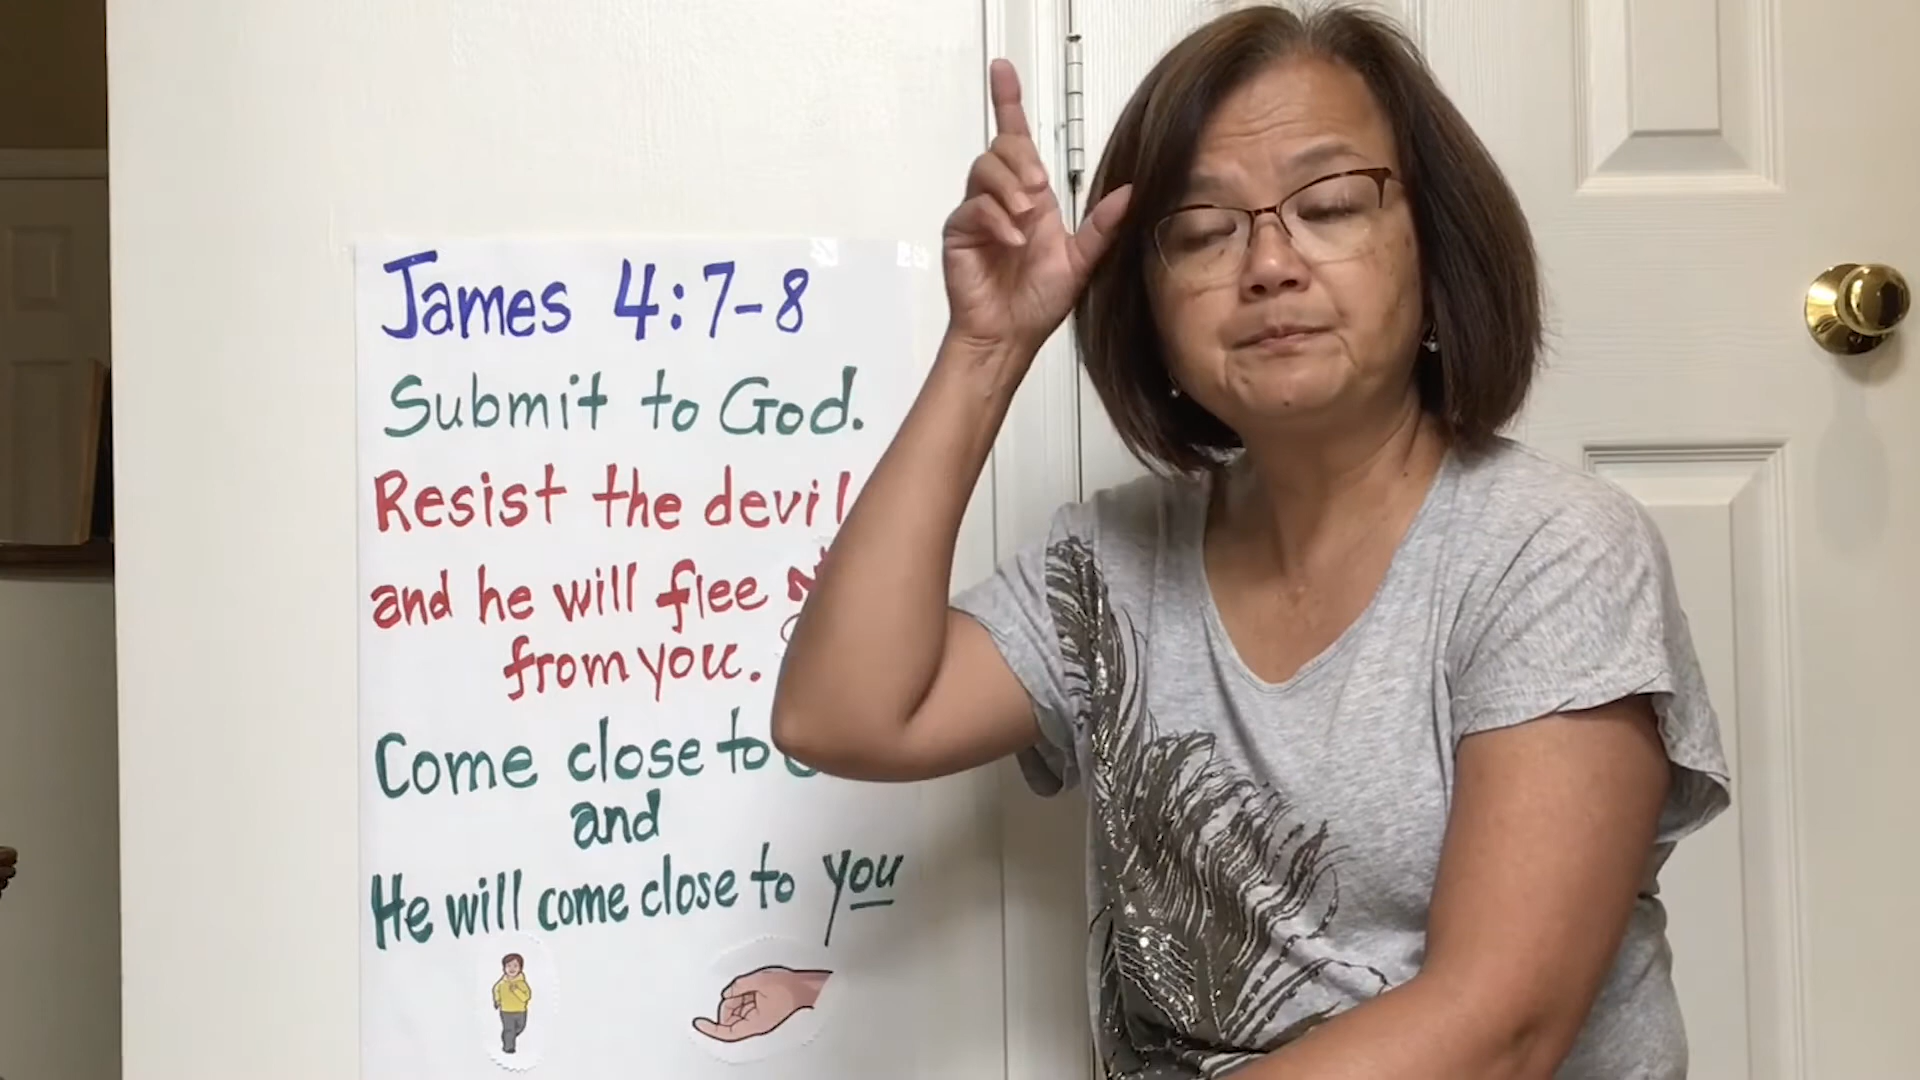 James 4:7-8
Submit to God.
Resist the devil
and he will flee
from you.
Come close to
and
He will come close to you